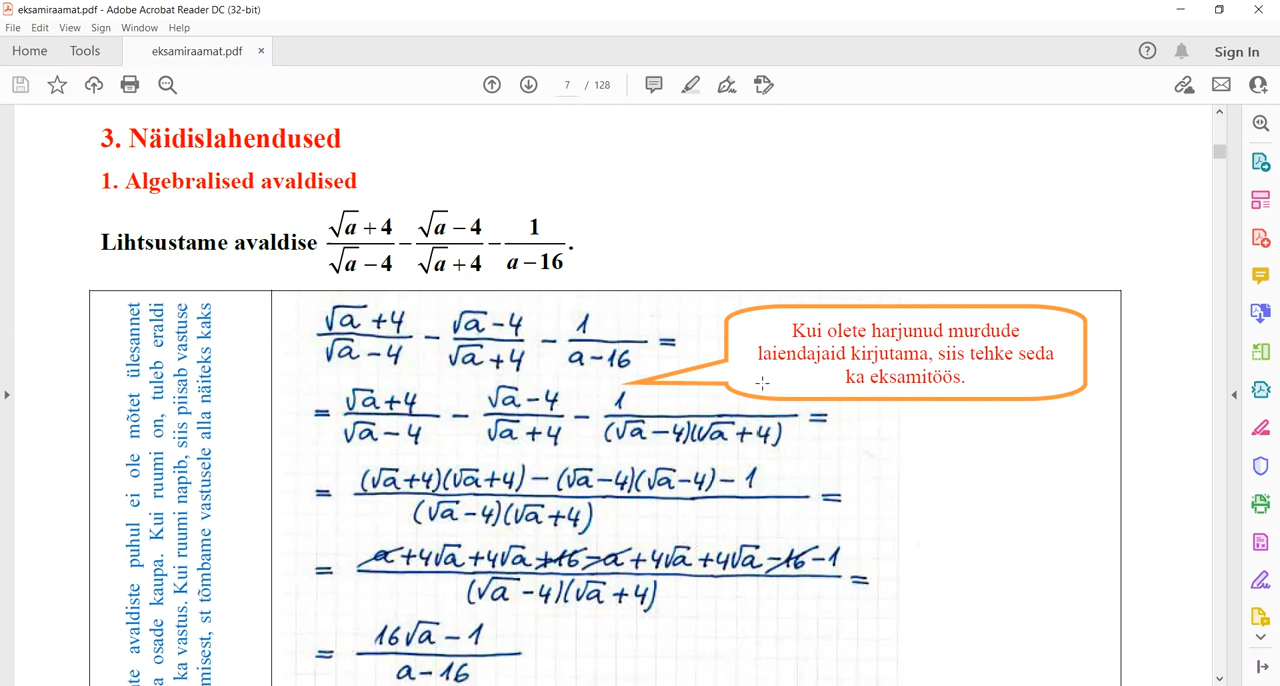 eksamiraamat.pdf - Adobe Acrobat Reader DC (32-bit)
File Edit View Sign Window Help
Home Tools eksamiraamat.pdf × Sign In
7 / 128
3. Näidislahendused
1. Algebralised avaldised
Lihtsustame avaldise (√a + 4)/(√a − 4) − (√a − 4)/(√a + 4) − 1/(a − 16).
te avaldiste puhul ei ole mõtet ülesannet
a osade kaupa. Kui ruumi on, tuleb eraldi
ka vastus. Kui ruumi napib, siis piisab vastuse
misest, st tõmbame vastusele alla näiteks kaks
(√a + 4)/(√a − 4) − (√a − 4)/(√a + 4) − 1/(a − 16) =
= (√a + 4)/(√a − 4) − (√a − 4)/(√a + 4) − 1/((√a − 4)(√a + 4)) =
= ((√a + 4)(√a + 4) − (√a − 4)(√a − 4) − 1)/((√a − 4)(√a + 4)) =
= (a + 4√a + 4√a + 16 − a + 4√a + 4√a − 16 − 1)/((√a − 4)(√a + 4)) =
= (16√a − 1)/(a − 16)
Kui olete harjunud murdude
laiendajaid kirjutama, siis tehke seda
ka eksamitöös.